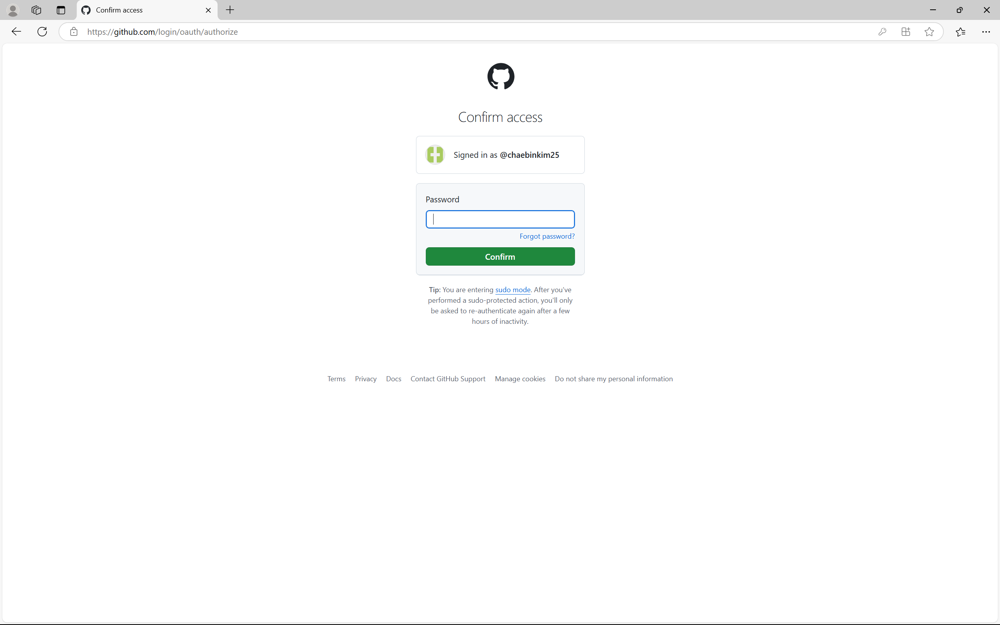 Confirm access
https://github.com/login/oauth/authorize
Confirm access
Signed in as @chaebinkim25
Password
Forgot password?
Confirm
Tip: You are entering sudo mode. After you've
performed a sudo-protected action, you'll only
be asked to re-authenticate again after a few
hours of inactivity.
Terms Privacy Docs Contact GitHub Support Manage cookies Do not share my personal information